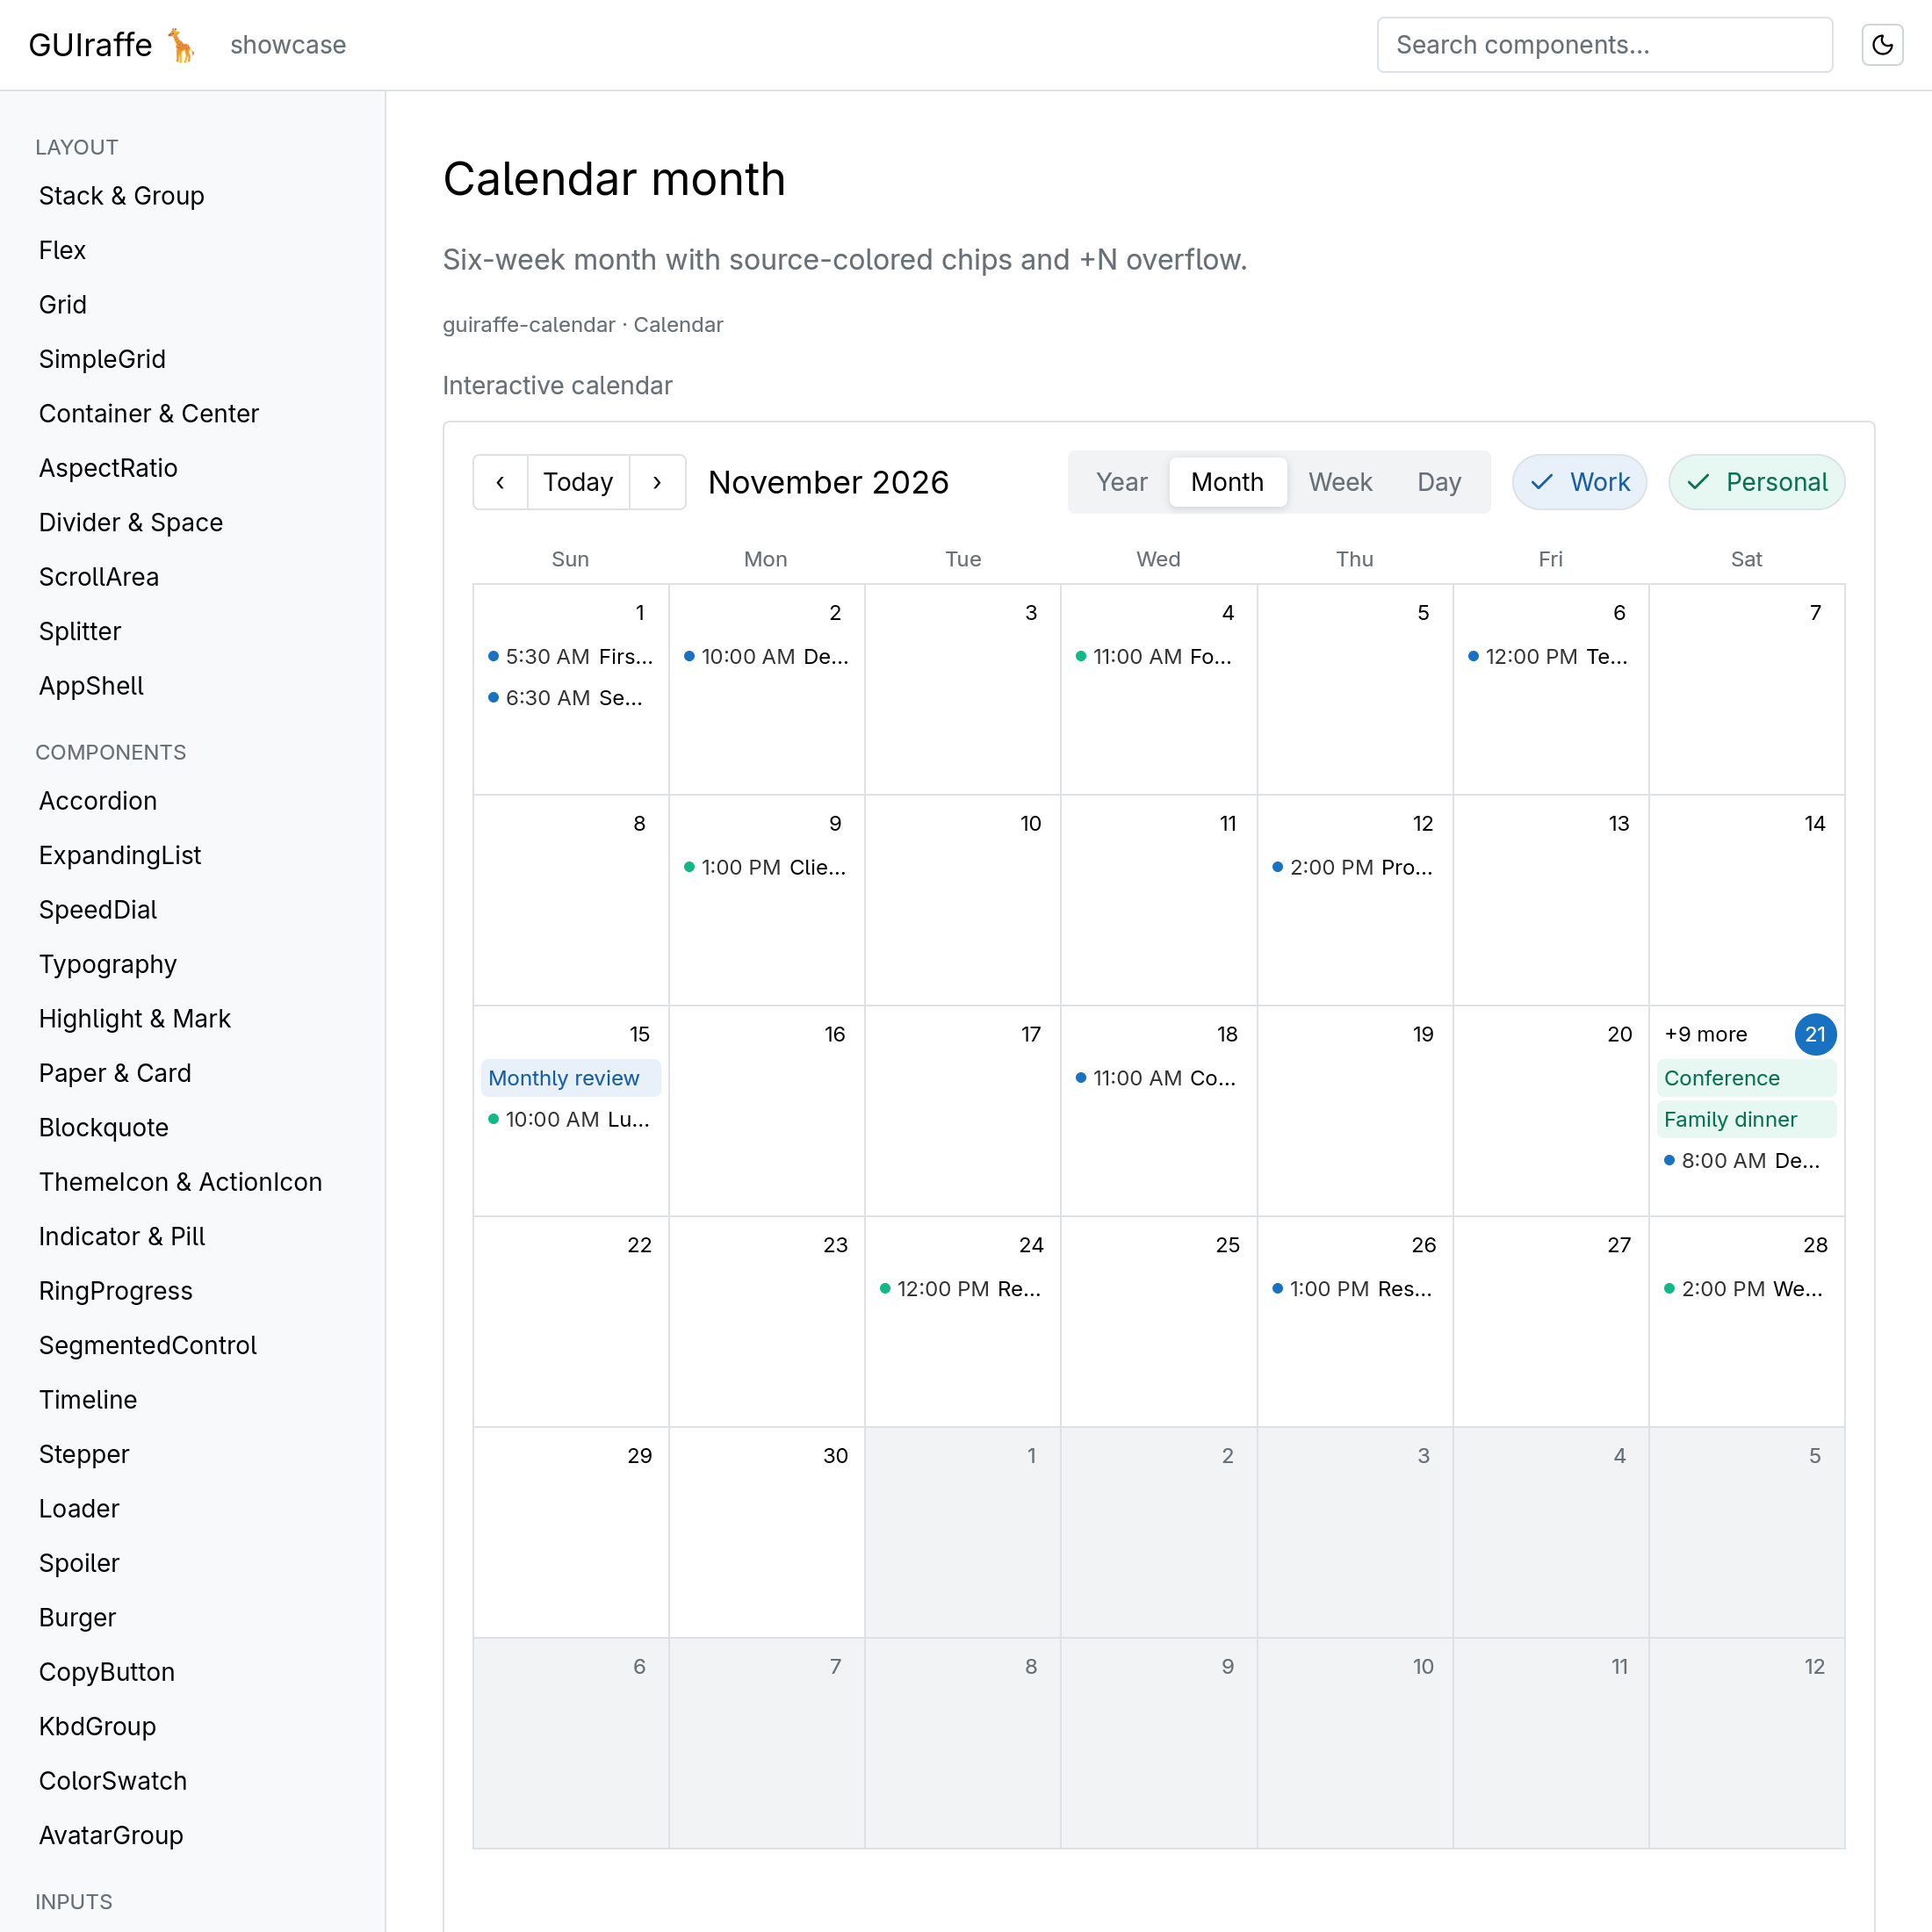 GUIraffe 🦒 showcase
Search components...
LAYOUT
Stack & Group
Flex
Grid
SimpleGrid
Container & Center
AspectRatio
Divider & Space
ScrollArea
Splitter
AppShell
COMPONENTS
Accordion
ExpandingList
SpeedDial
Typography
Highlight & Mark
Paper & Card
Blockquote
ThemeIcon & ActionIcon
Indicator & Pill
RingProgress
SegmentedControl
Timeline
Stepper
Loader
Spoiler
Burger
CopyButton
KbdGroup
ColorSwatch
AvatarGroup
INPUTS
Calendar month
Six-week month with source-colored chips and +N overflow.
guiraffe-calendar · Calendar
Interactive calendar
‹ Today › November 2026 Year Month Week Day ✓ Work ✓ Personal
Sun Mon Tue Wed Thu Fri Sat
1 2 3 4 5 6 7
5:30 AM Firs... 10:00 AM De... 11:00 AM Fo... 12:00 PM Te...
6:30 AM Se...
8 9 10 11 12 13 14
1:00 PM Clie... 2:00 PM Pro...
15 16 17 18 19 20 +9 more 21
Monthly review 11:00 AM Co... Conference
10:00 AM Lu... Family dinner
8:00 AM De...
22 23 24 25 26 27 28
12:00 PM Re... 1:00 PM Res... 2:00 PM We...
29 30 1 2 3 4 5
6 7 8 9 10 11 12